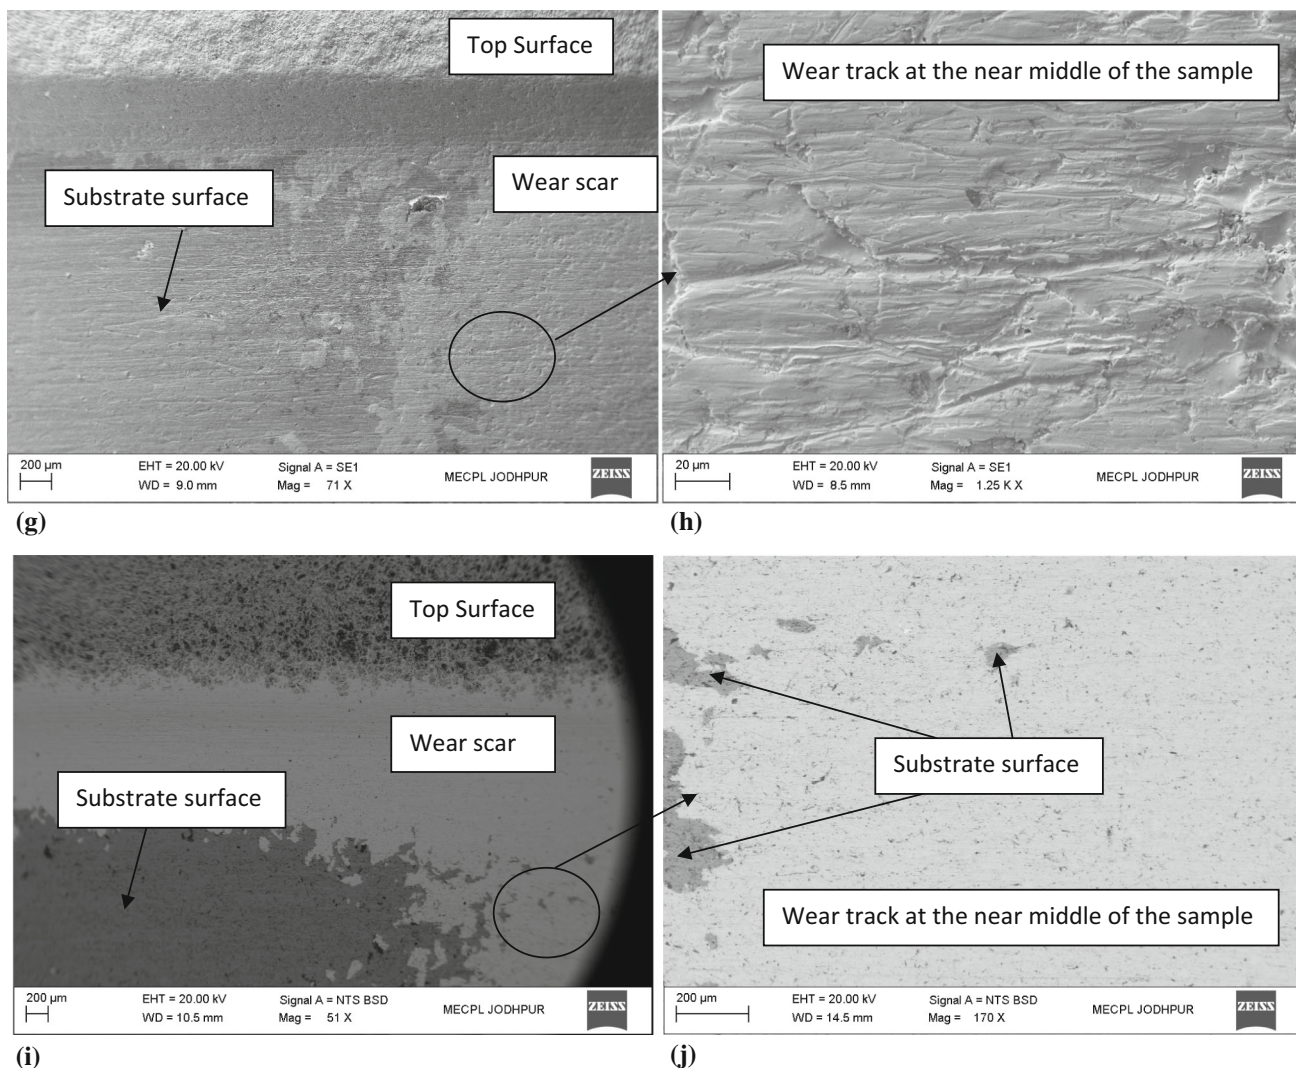 Top Surface
Wear scar
Substrate surface
200 µm
EHT = 20.00 kV
WD = 9.0 mm
Signal A = SE1
Mag = 71 X
MECPL JODHPUR
ZEISS
(g)
Wear track at the near middle of the sample
20 µm
EHT = 20.00 kV
WD = 8.5 mm
Signal A = SE1
Mag = 1.25 K X
MECPL JODHPUR
ZEISS
(h)
Top Surface
Wear scar
Substrate surface
200 µm
EHT = 20.00 kV
WD = 10.5 mm
Signal A = NTS BSD
Mag = 51 X
MECPL JODHPUR
ZEISS
(i)
Substrate surface
Wear track at the near middle of the sample
200 µm
EHT = 20.00 kV
WD = 14.5 mm
Signal A = NTS BSD
Mag = 170 X
MECPL JODHPUR
ZEISS
(j)